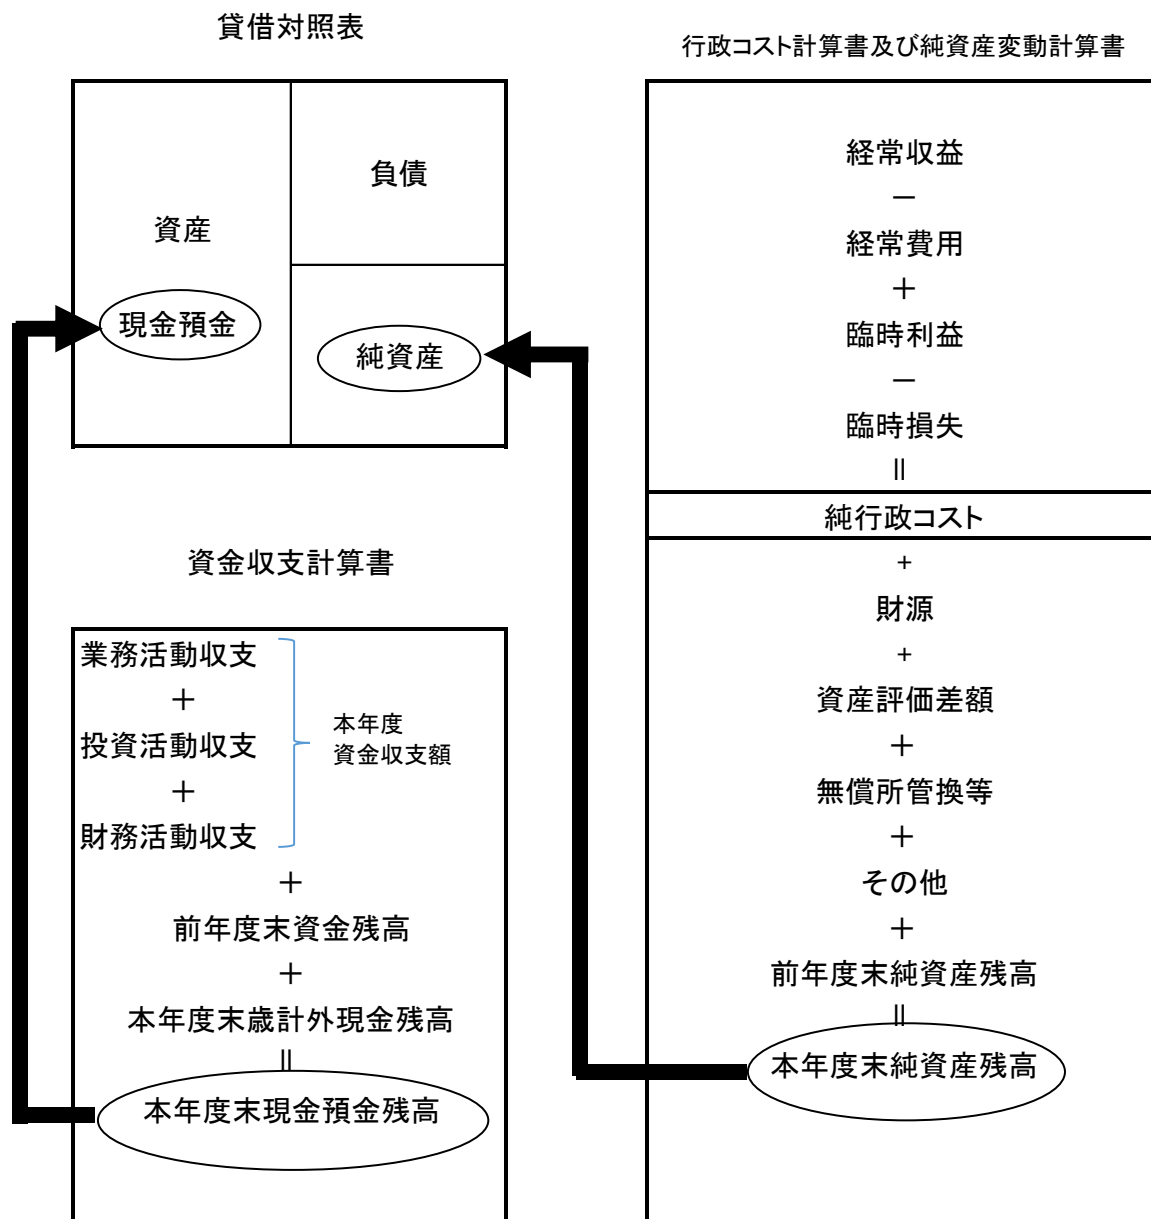 貸借対照表
資産
現金預金
負債
純資産
資金収支計算書
業務活動収支
＋
投資活動収支
＋
財務活動収支
本年度
資金収支額
＋
前年度末資金残高
＋
本年度末歳計外現金残高
＝
本年度末現金預金残高
行政コスト計算書及び純資産変動計算書
経常収益
－
経常費用
＋
臨時利益
－
臨時損失
＝
純行政コスト
+
財源
+
資産評価差額
＋
無償所管換等
＋
その他
＋
前年度末純資産残高
＝
本年度末純資産残高